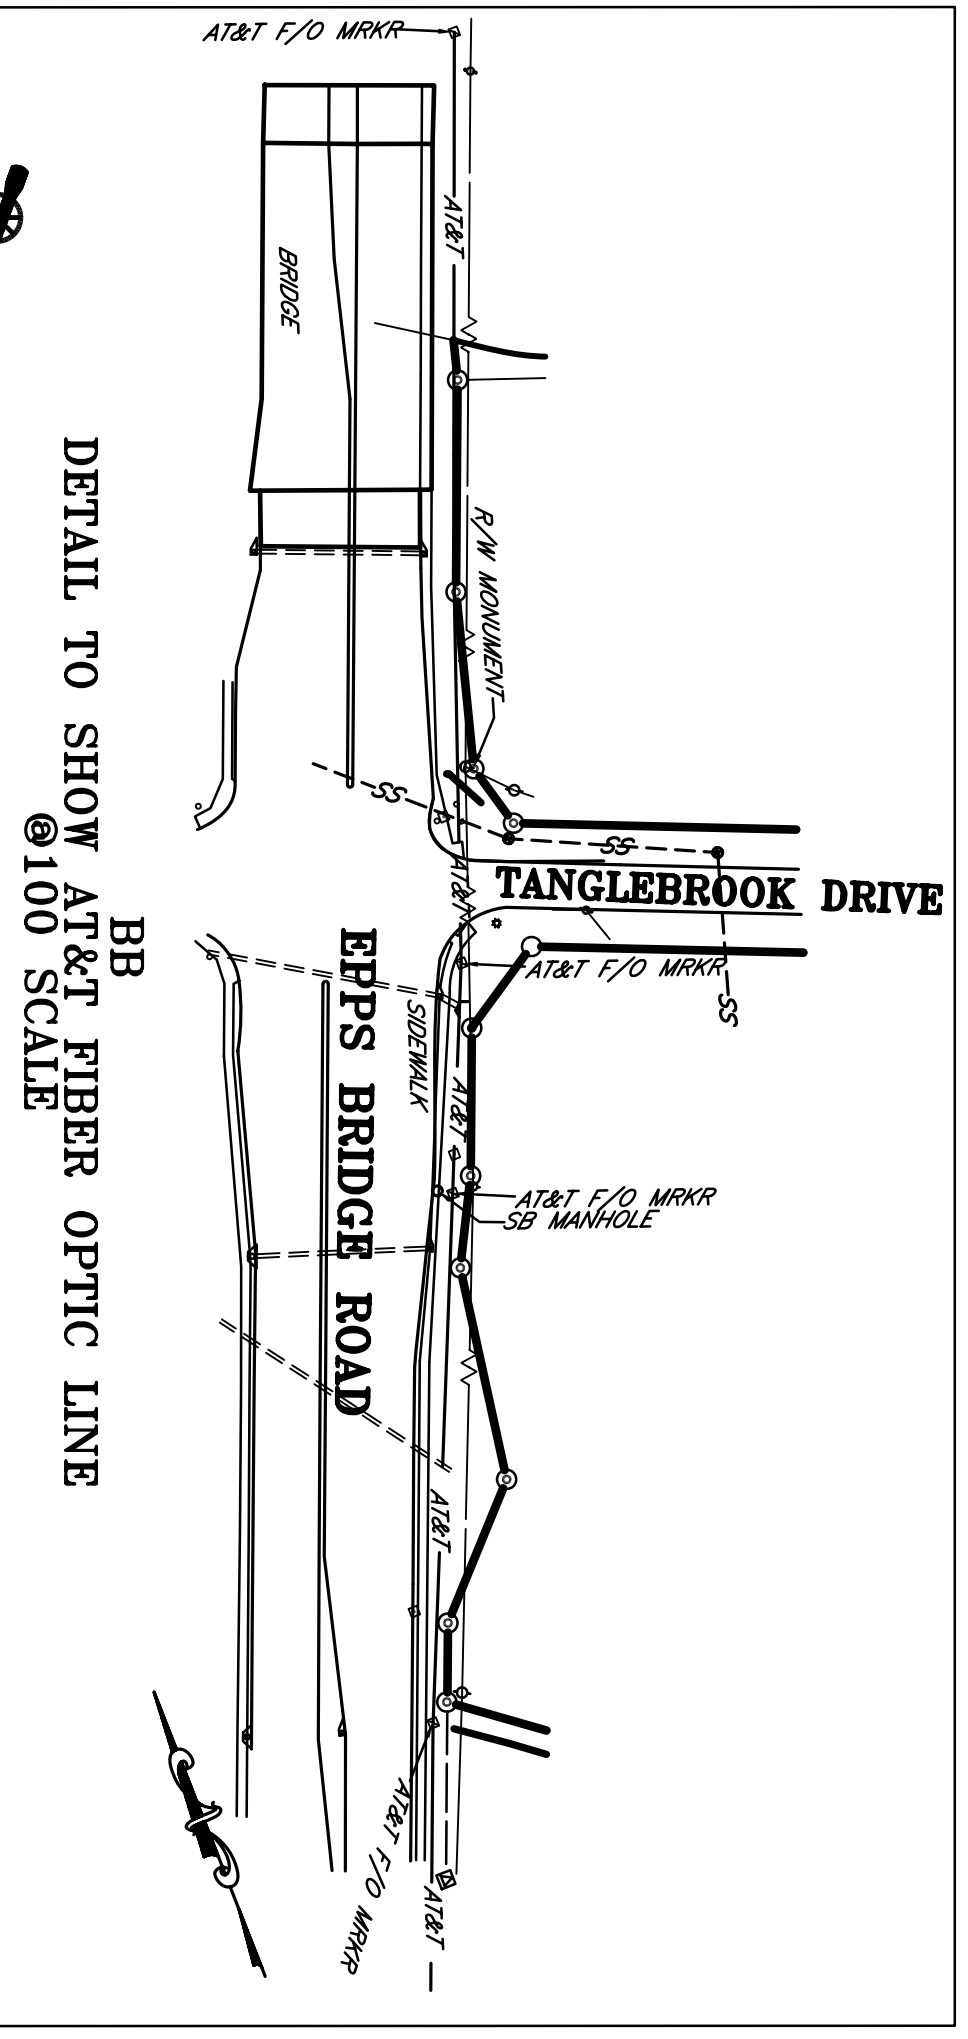 AT&T F/O MRKR
AT&T
BRIDGE
R/W MONUMENT
SS
SS
TANGLEBROOK DRIVE
AT&T
AT&T F/O MRKR
SS
SIDEWALK
EPPS BRIDGE ROAD
AT&T
AT&T F/O MRKR
SB MANHOLE
AT&T
AT&T F/O MRKR
AT&T
BB
DETAIL TO SHOW AT&T FIBER OPTIC LINE
@100 SCALE